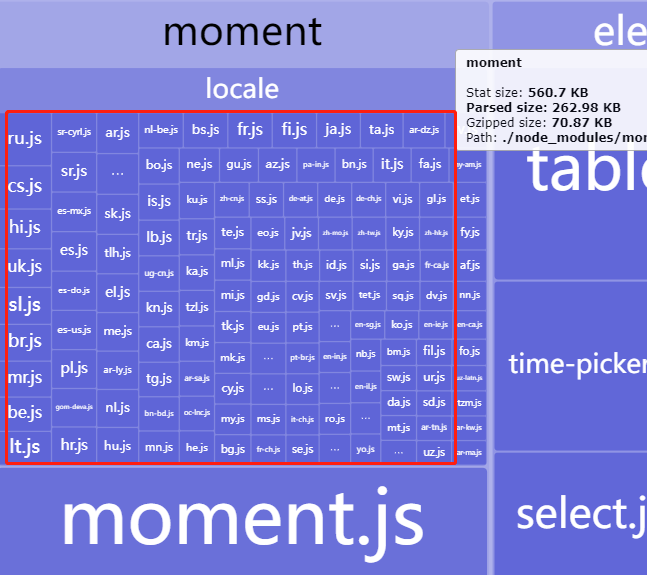 moment
ele
locale
moment
Stat size: 560.7 KB
Parsed size: 262.98 KB
Gzipped size: 70.87 KB
Path: ./node_modules/mor
ru.js sr-cyrl.js ar.js nl-be.js bs.js fr.js fi.js ja.js ta.js ar-dz.js
bo.js ne.js gu.js az.js pa-in.js bn.js it.js fa.js y-am.js
cs.js sr.js ... is.js ku.js zh-cn.js ss.js de-at.js de.js de-ch.js vi.js gl.js et.js
table
hi.js es-mx.js sk.js lb.js tr.js te.js eo.js jv.js zh-mo.js zh-tw.js ky.js zh-hk.js fy.js
uk.js es.js tlh.js ug-cn.js ka.js ml.js kk.js th.js id.js si.js ga.js fr-ca.js af.js
sl.js es-do.js el.js kn.js tzl.js mi.js gd.js cv.js sv.js tet.js sq.js dv.js nn.js
br.js es-us.js me.js ca.js km.js tk.js eu.js pt.js ... en-sg.js ko.js en-ie.js en-ca.js
mr.js pl.js ar-ly.js tg.js ar-sa.js mk.js ... pt-br.js en-in.js nb.js bm.js fil.js fo.js
time-picker
cy.js ... lo.js ... en-il.js sw.js ur.js z-latn.js
be.js gom-deva.js nl.js bn-bd.js oc-lnc.js my.js ms.js it-ch.js ro.js ... da.js sd.js tzm.js
mt.js ar-tn.js ar-kw.js
lt.js hr.js hu.js mn.js he.js bg.js fr-ch.js se.js ... yo.js ... uz.js ar-ma.js
moment.js
select.j